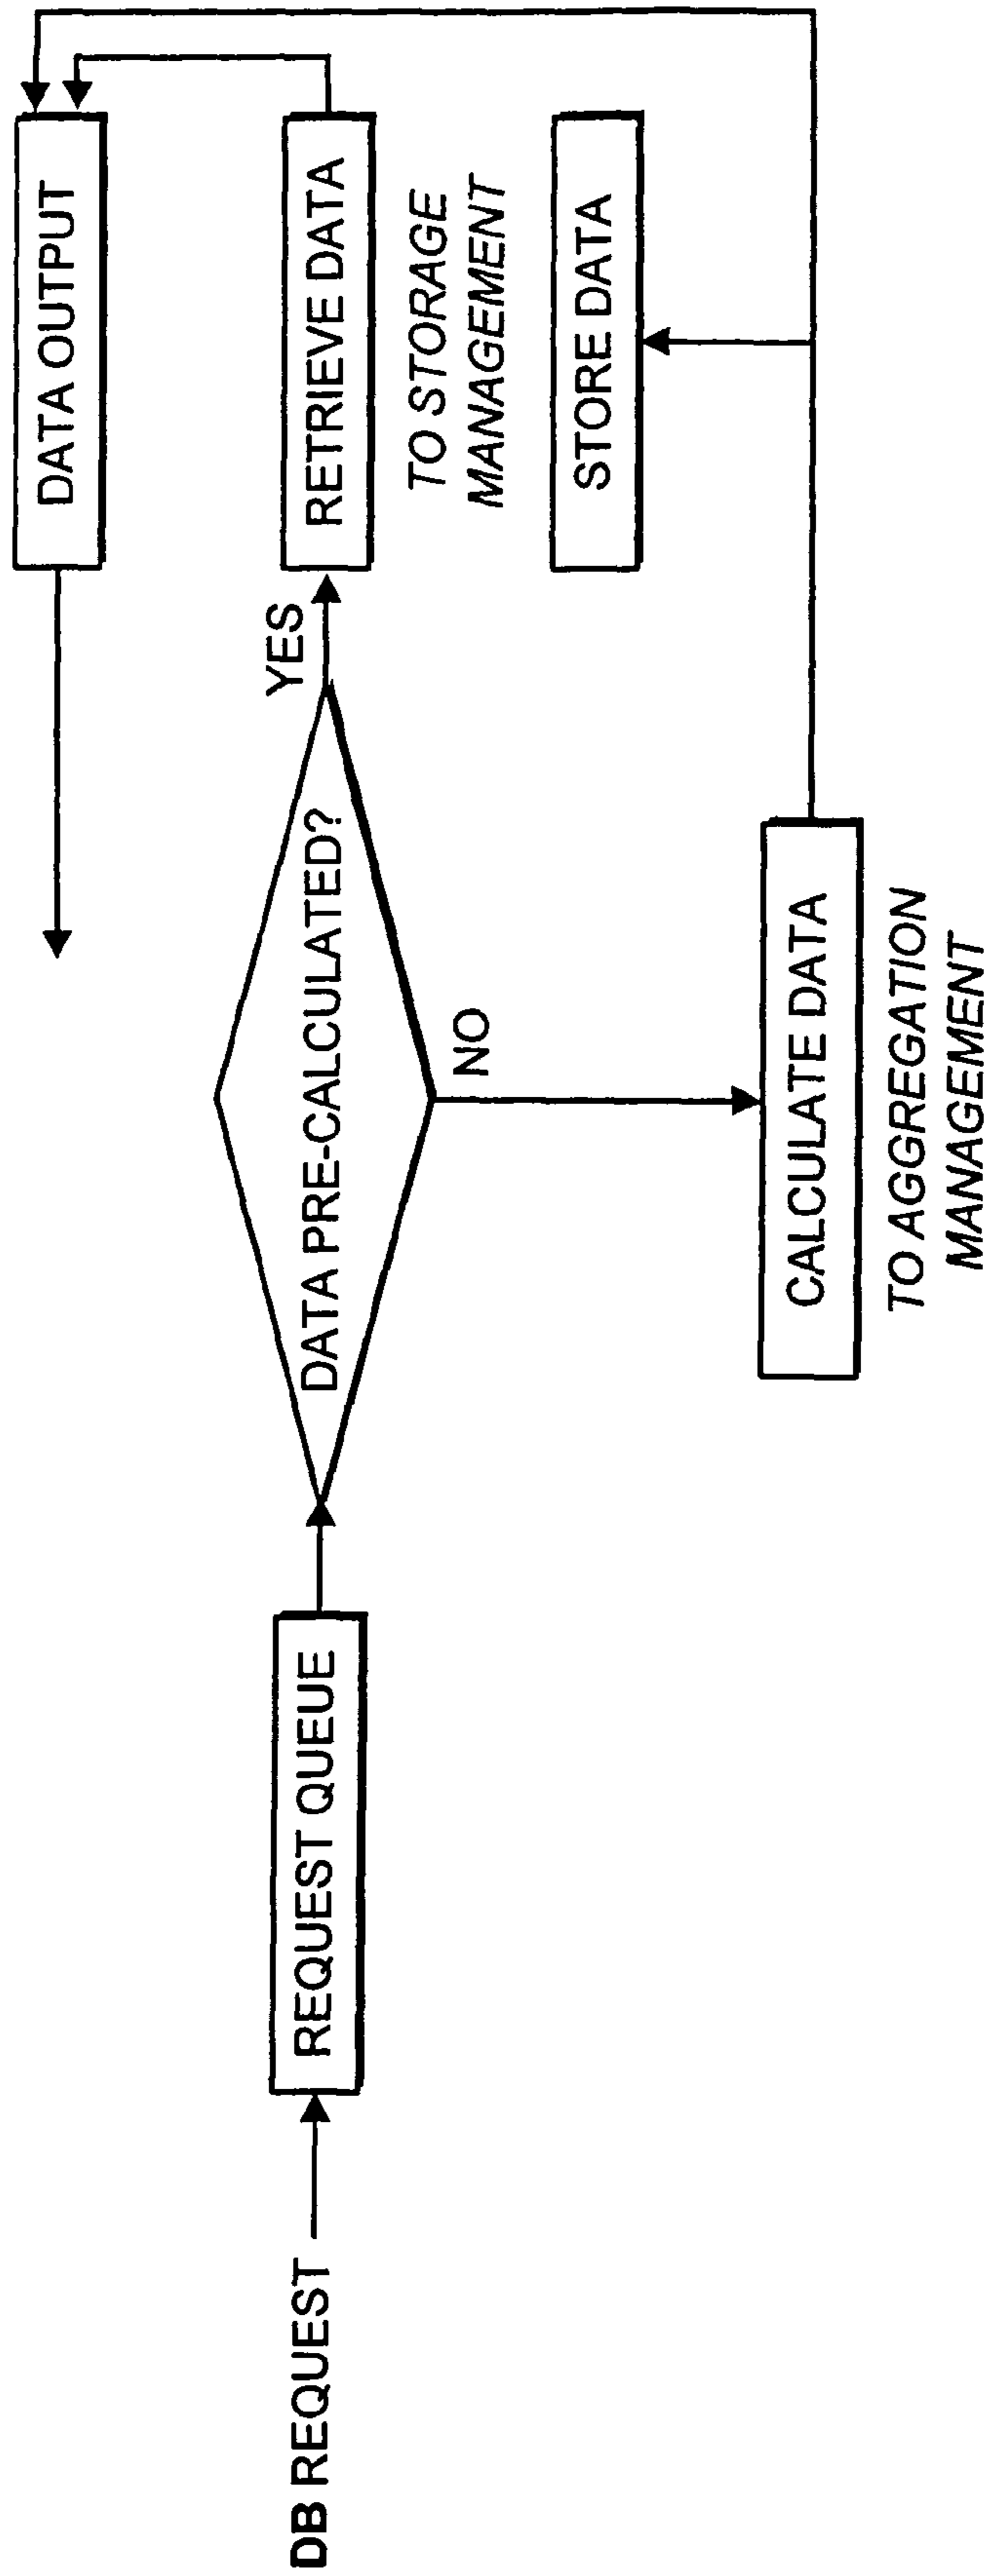 DATA OUTPUT
DB REQUEST
REQUEST QUEUE
DATA PRE-CALCULATED?
YES
RETRIEVE DATA
TO STORAGE
MANAGEMENT
NO
STORE DATA
CALCULATE DATA
TO AGGREGATION
MANAGEMENT